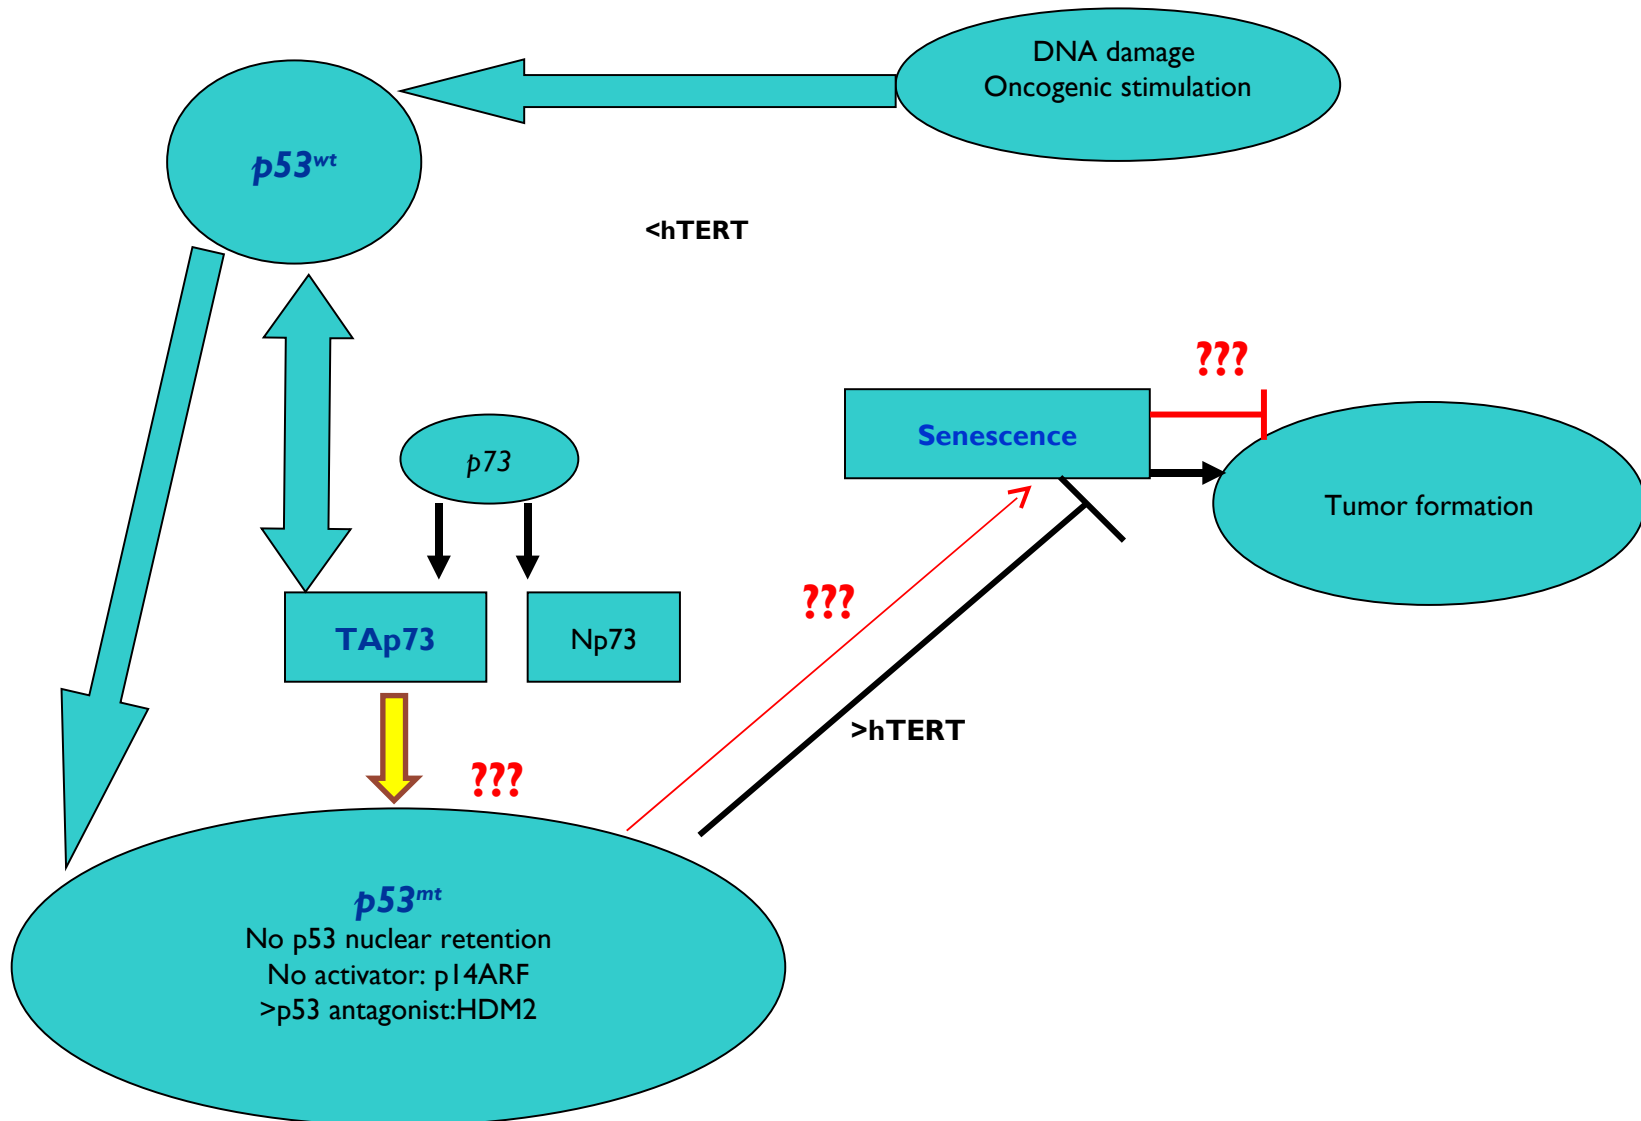 DNA damage
Oncogenic stimulation
p53wt
<hTERT
???
Senescence
p73
Tumor formation
???
TAp73
Np73
>hTERT
???
p53mt
No p53 nuclear retention
No activator: p14ARF
>p53 antagonist:HDM2